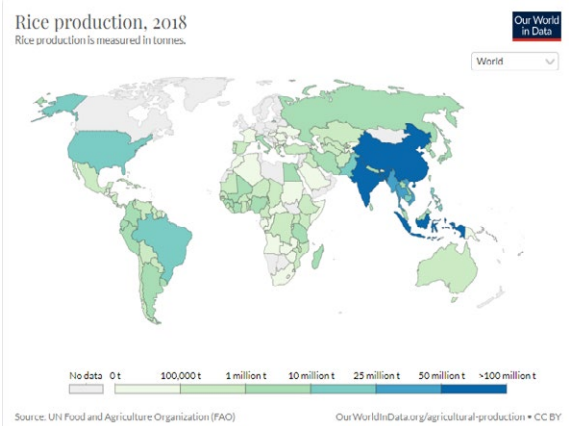 Rice production, 2018
Rice production is measured in tonnes.
Our World
in Data
World
No data 0 t 100,000 t 1 million t 10 million t 25 million t 50 million t >100 million t
Source: UN Food and Agriculture Organization (FAO)
OurWorldInData.org/agricultural-production • CC BY